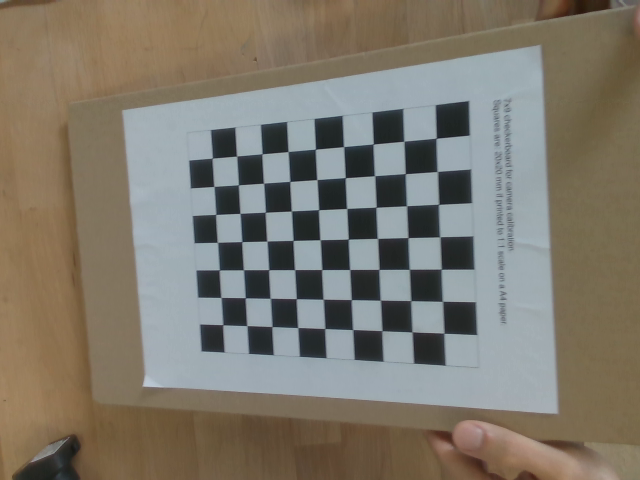 7x9 checkerboard for camera calibration.
Squares are 20x20 mm if printed to 1:1 scale on a A4 paper